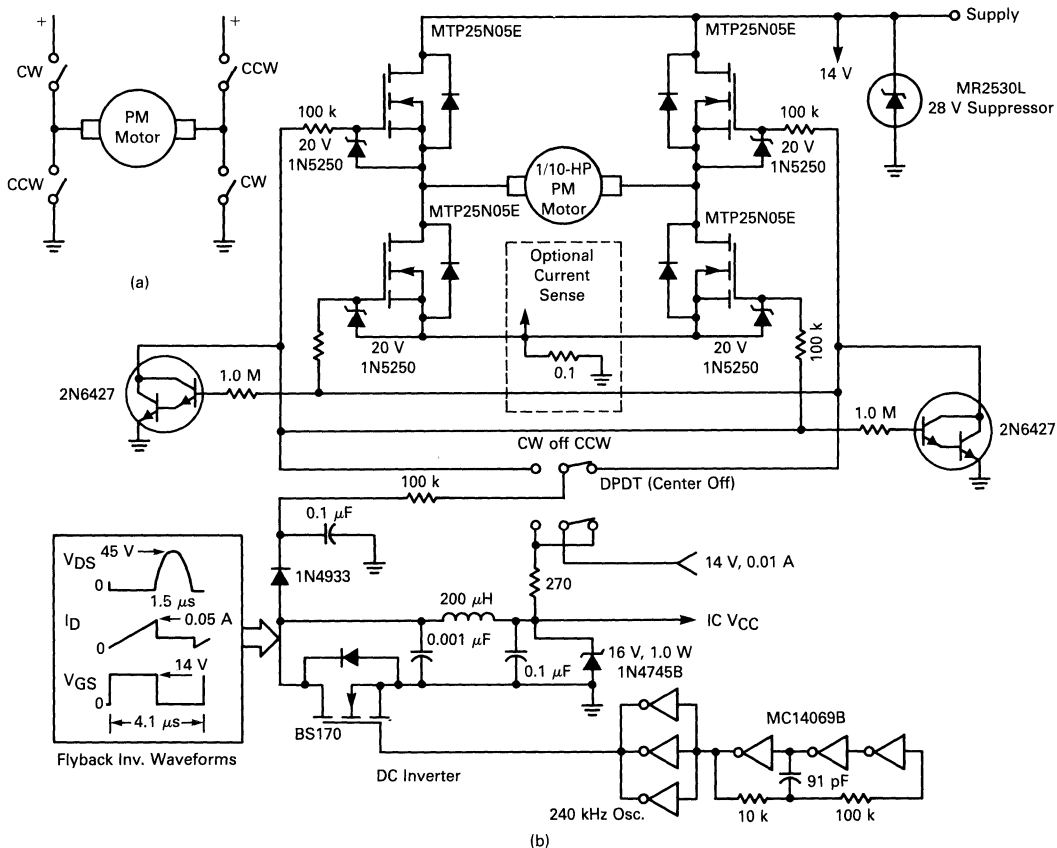 +
+
CW
CCW
PM
Motor
CCW
CW
(a)
MTP25N05E
MTP25N05E
Supply
14 V
MR2530L
28 V Suppressor
100 k
20 V
1N5250
100 k
20 V
1N5250
1/10-HP
PM
Motor
MTP25N05E
MTP25N05E
Optional
Current
Sense
0.1
20 V
1N5250
20 V
1N5250
100 k
2N6427
1.0 M
1.0 M
2N6427
CW off CCW
DPDT (Center Off)
100 k
0.1 μF
1N4933
14 V, 0.01 A
270
200 μH
IC VCC
0.001 μF
0.1 μF
16 V, 1.0 W
1N4745B
VDS
45 V
0
1.5 μs
ID
0.05 A
0
VGS
14 V
0
4.1 μs
Flyback Inv. Waveforms
BS170
DC Inverter
MC14069B
91 pF
10 k
100 k
240 kHz Osc.
(b)